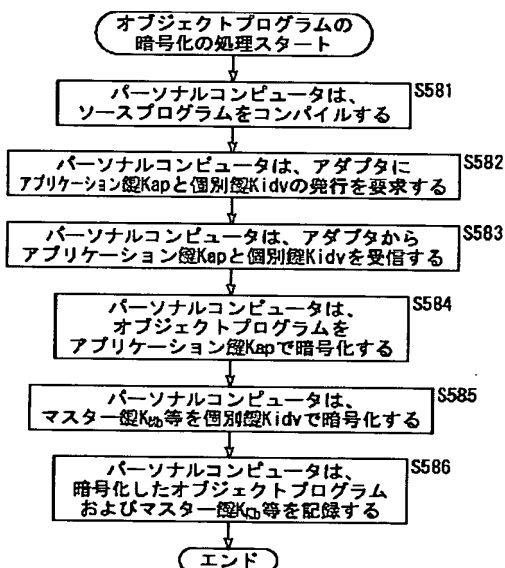 オブジェクトプログラムの
暗号化の処理スタート
パーソナルコンピュータは、
ソースプログラムをコンパイルする
S581
パーソナルコンピュータは、アダプタに
アプリケーション鍵Kapと個別鍵Kidvの発行を要求する
S582
パーソナルコンピュータは、アダプタから
アプリケーション鍵Kapと個別鍵Kidvを受信する
S583
パーソナルコンピュータは、
オブジェクトプログラムを
アプリケーション鍵Kapで暗号化する
S584
パーソナルコンピュータは、
マスター鍵 等を個別鍵Kidvで暗号化する
S585
パーソナルコンピュータは、
暗号化したオブジェクトプログラム
およびマスター鍵 等を記録する
S586
エンド